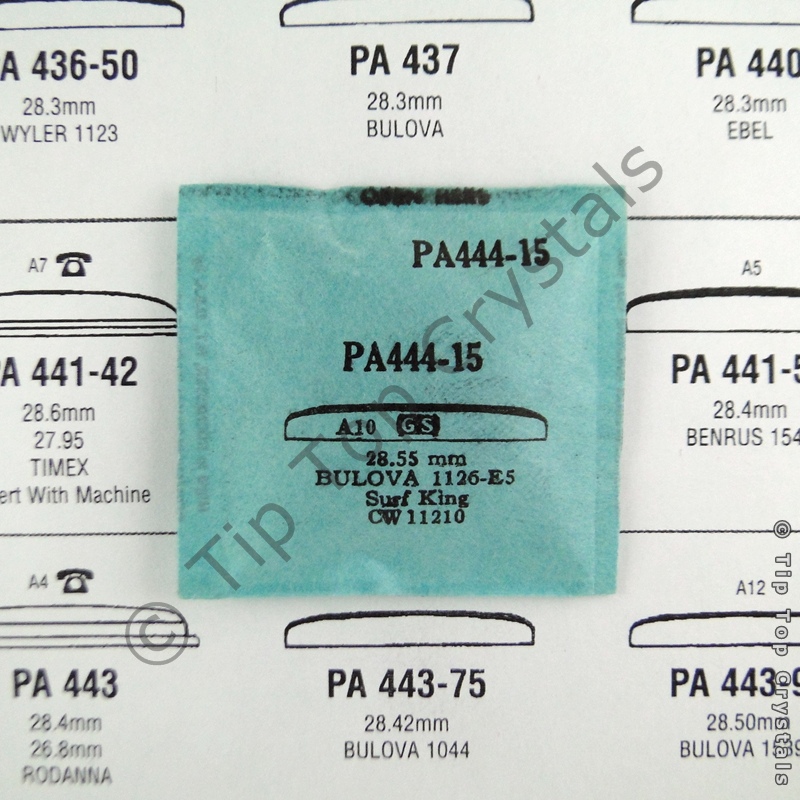 A 436-50
28.3mm
WYLER 1123
PA 437
28.3mm
BULOVA
PA 440
28.3mm
EBEL
OPEN HERE
PA444-15
PA444-15
A10 GS
28.55 mm
BULOVA 1126-E5
Surf King
CW 11210
A7
A 441-42
28.6mm
27.95
TIMEX
ert With Machine
A5
PA 441-5
28.4mm
BENRUS 154
A4
PA 443
28.4mm
26.8mm
RODANNA
PA 443-75
28.42mm
BULOVA 1044
A12
PA 443-9
28.50mm
BULOVA 1539
© Tip Top Crystals
© Tip Top Crystals